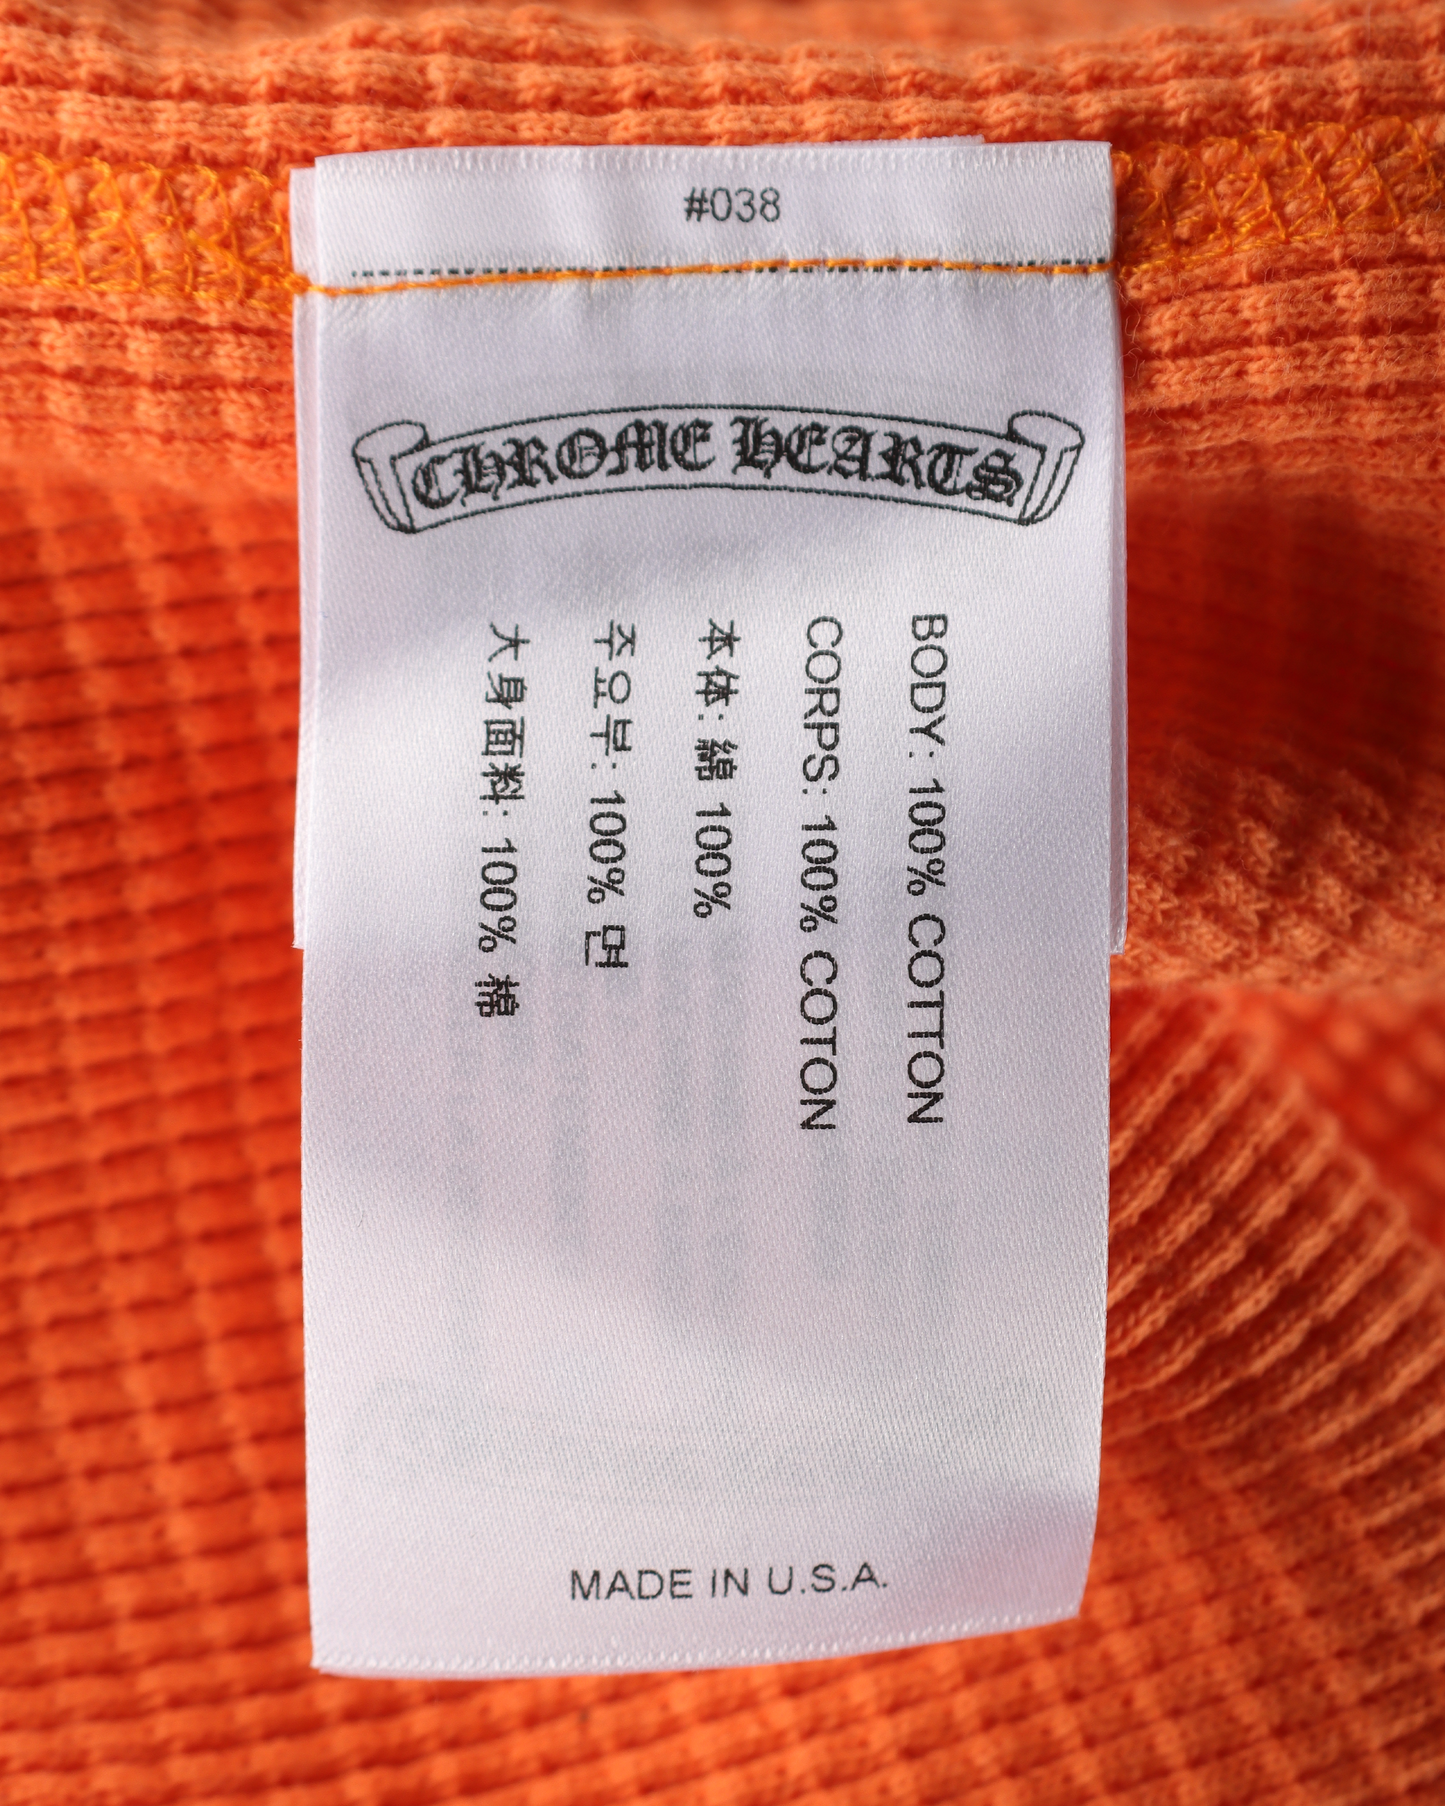 #038
CHROME HEARTS
BODY: 100% COTTON
CORPS: 100% COTON
本体: 綿 100%
주요부: 100% 면
大身面料: 100% 棉
MADE IN U.S.A.